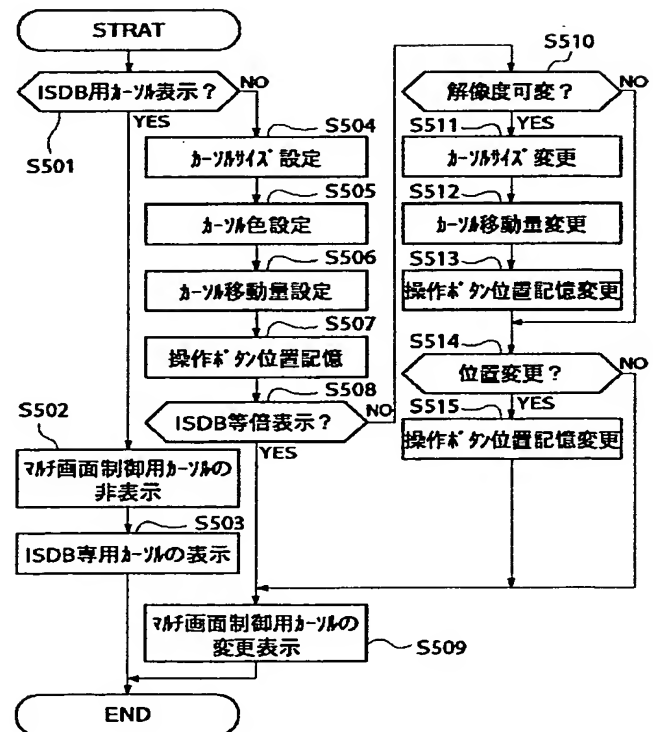 STRAT
ISDB用ｶｰｿﾙ表示？
NO
YES
S501
S504
ｶｰｿﾙｻｲｽﾞ設定
S505
ｶｰｿﾙ色設定
S506
ｶｰｿﾙ移動量設定
S507
操作ﾎﾞﾀﾝ位置記憶
S508
ISDB等倍表示？
NO
YES
S502
ﾏﾙﾁ画面制御用ｶｰｿﾙの
非表示
S503
ISDB専用ｶｰｿﾙの表示
S510
解像度可変？
NO
YES
S511
ｶｰｿﾙｻｲｽﾞ変更
S512
ｶｰｿﾙ移動量変更
S513
操作ﾎﾞﾀﾝ位置記憶変更
S514
位置変更？
NO
YES
S515
操作ﾎﾞﾀﾝ位置記憶変更
ﾏﾙﾁ画面制御用ｶｰｿﾙの
変更表示
S509
END